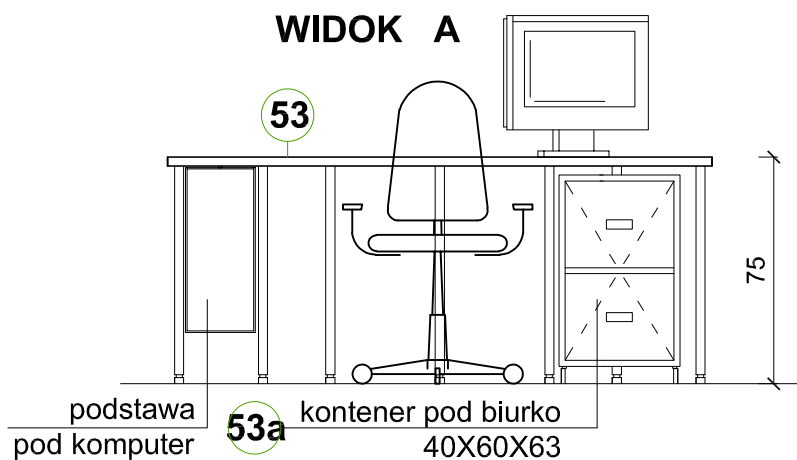 WIDOK A
53
75
podstawa
pod komputer
53a
kontener pod biurko
40X60X63